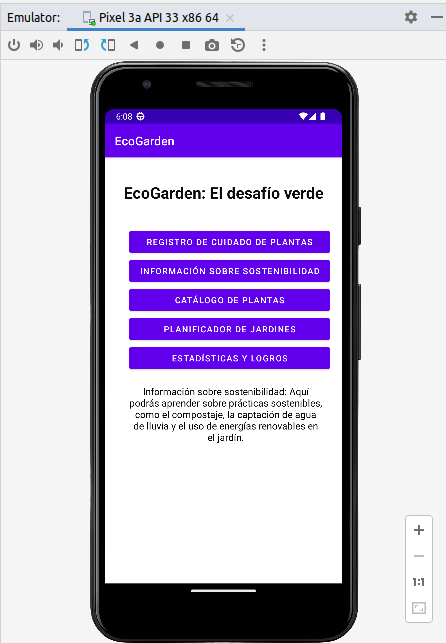 Emulator: Pixel 3a API 33 x86 64
6:08
EcoGarden
EcoGarden: El desafío verde
REGISTRO DE CUIDADO DE PLANTAS
INFORMACIÓN SOBRE SOSTENIBILIDAD
CATÁLOGO DE PLANTAS
PLANIFICADOR DE JARDINES
ESTADÍSTICAS Y LOGROS
Información sobre sostenibilidad: Aquí
podrás aprender sobre prácticas sostenibles,
como el compostaje, la captación de agua
de lluvia y el uso de energías renovables en
el jardín.
1:1